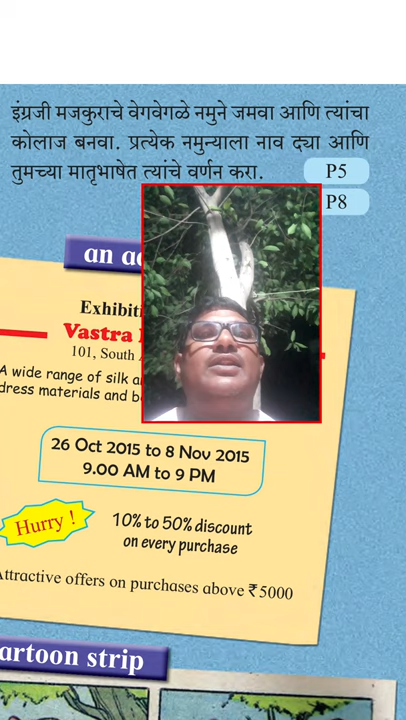 इंग्रजी मजकुराचे वेगवेगळे नमुने जमवा आणि त्यांचा
कोलाज बनवा. प्रत्येक नमुन्याला नाव द्या आणि
तुमच्या मातृभाषेत त्यांचे वर्णन करा.
P5
P8
an
Vastra
101, South
A wide range of silk
dress materials and
26 Oct 2015 to 8 Nov 2015
9.00 AM to 9 PM
Hurry !
10% to 50% discount
on every purchase
Attractive offers on purchases above ₹5000
strip